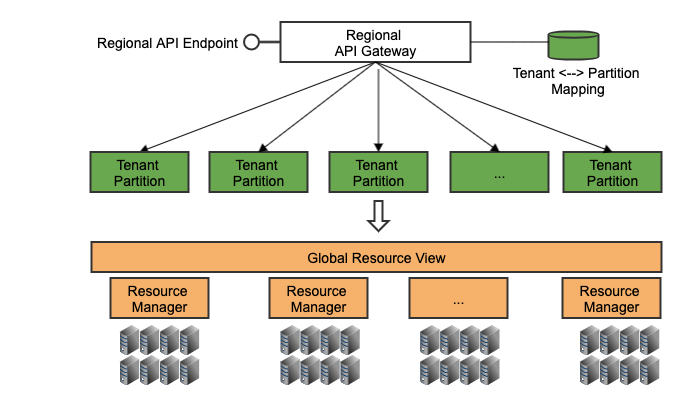 Regional API Endpoint
Regional
API Gateway
Tenant <--> Partition
Mapping
Tenant
Partition
Tenant
Partition
Tenant
Partition
...
Tenant
Partition
Global Resource View
Resource
Manager
Resource
Manager
...
Resource
Manager